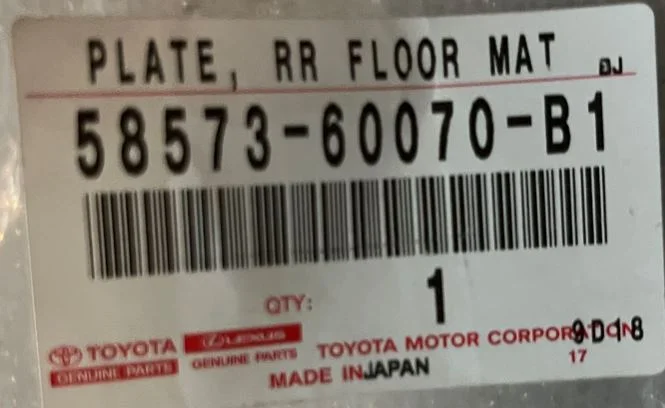 PLATE, RR FLOOR MAT DJ
58573-60070-B1
QTY: 1
TOYOTA LEXUS TOYOTA MOTOR CORPORATION 9D18
GENUINE PARTS GENUINE PARTS 17
MADE IN JAPAN